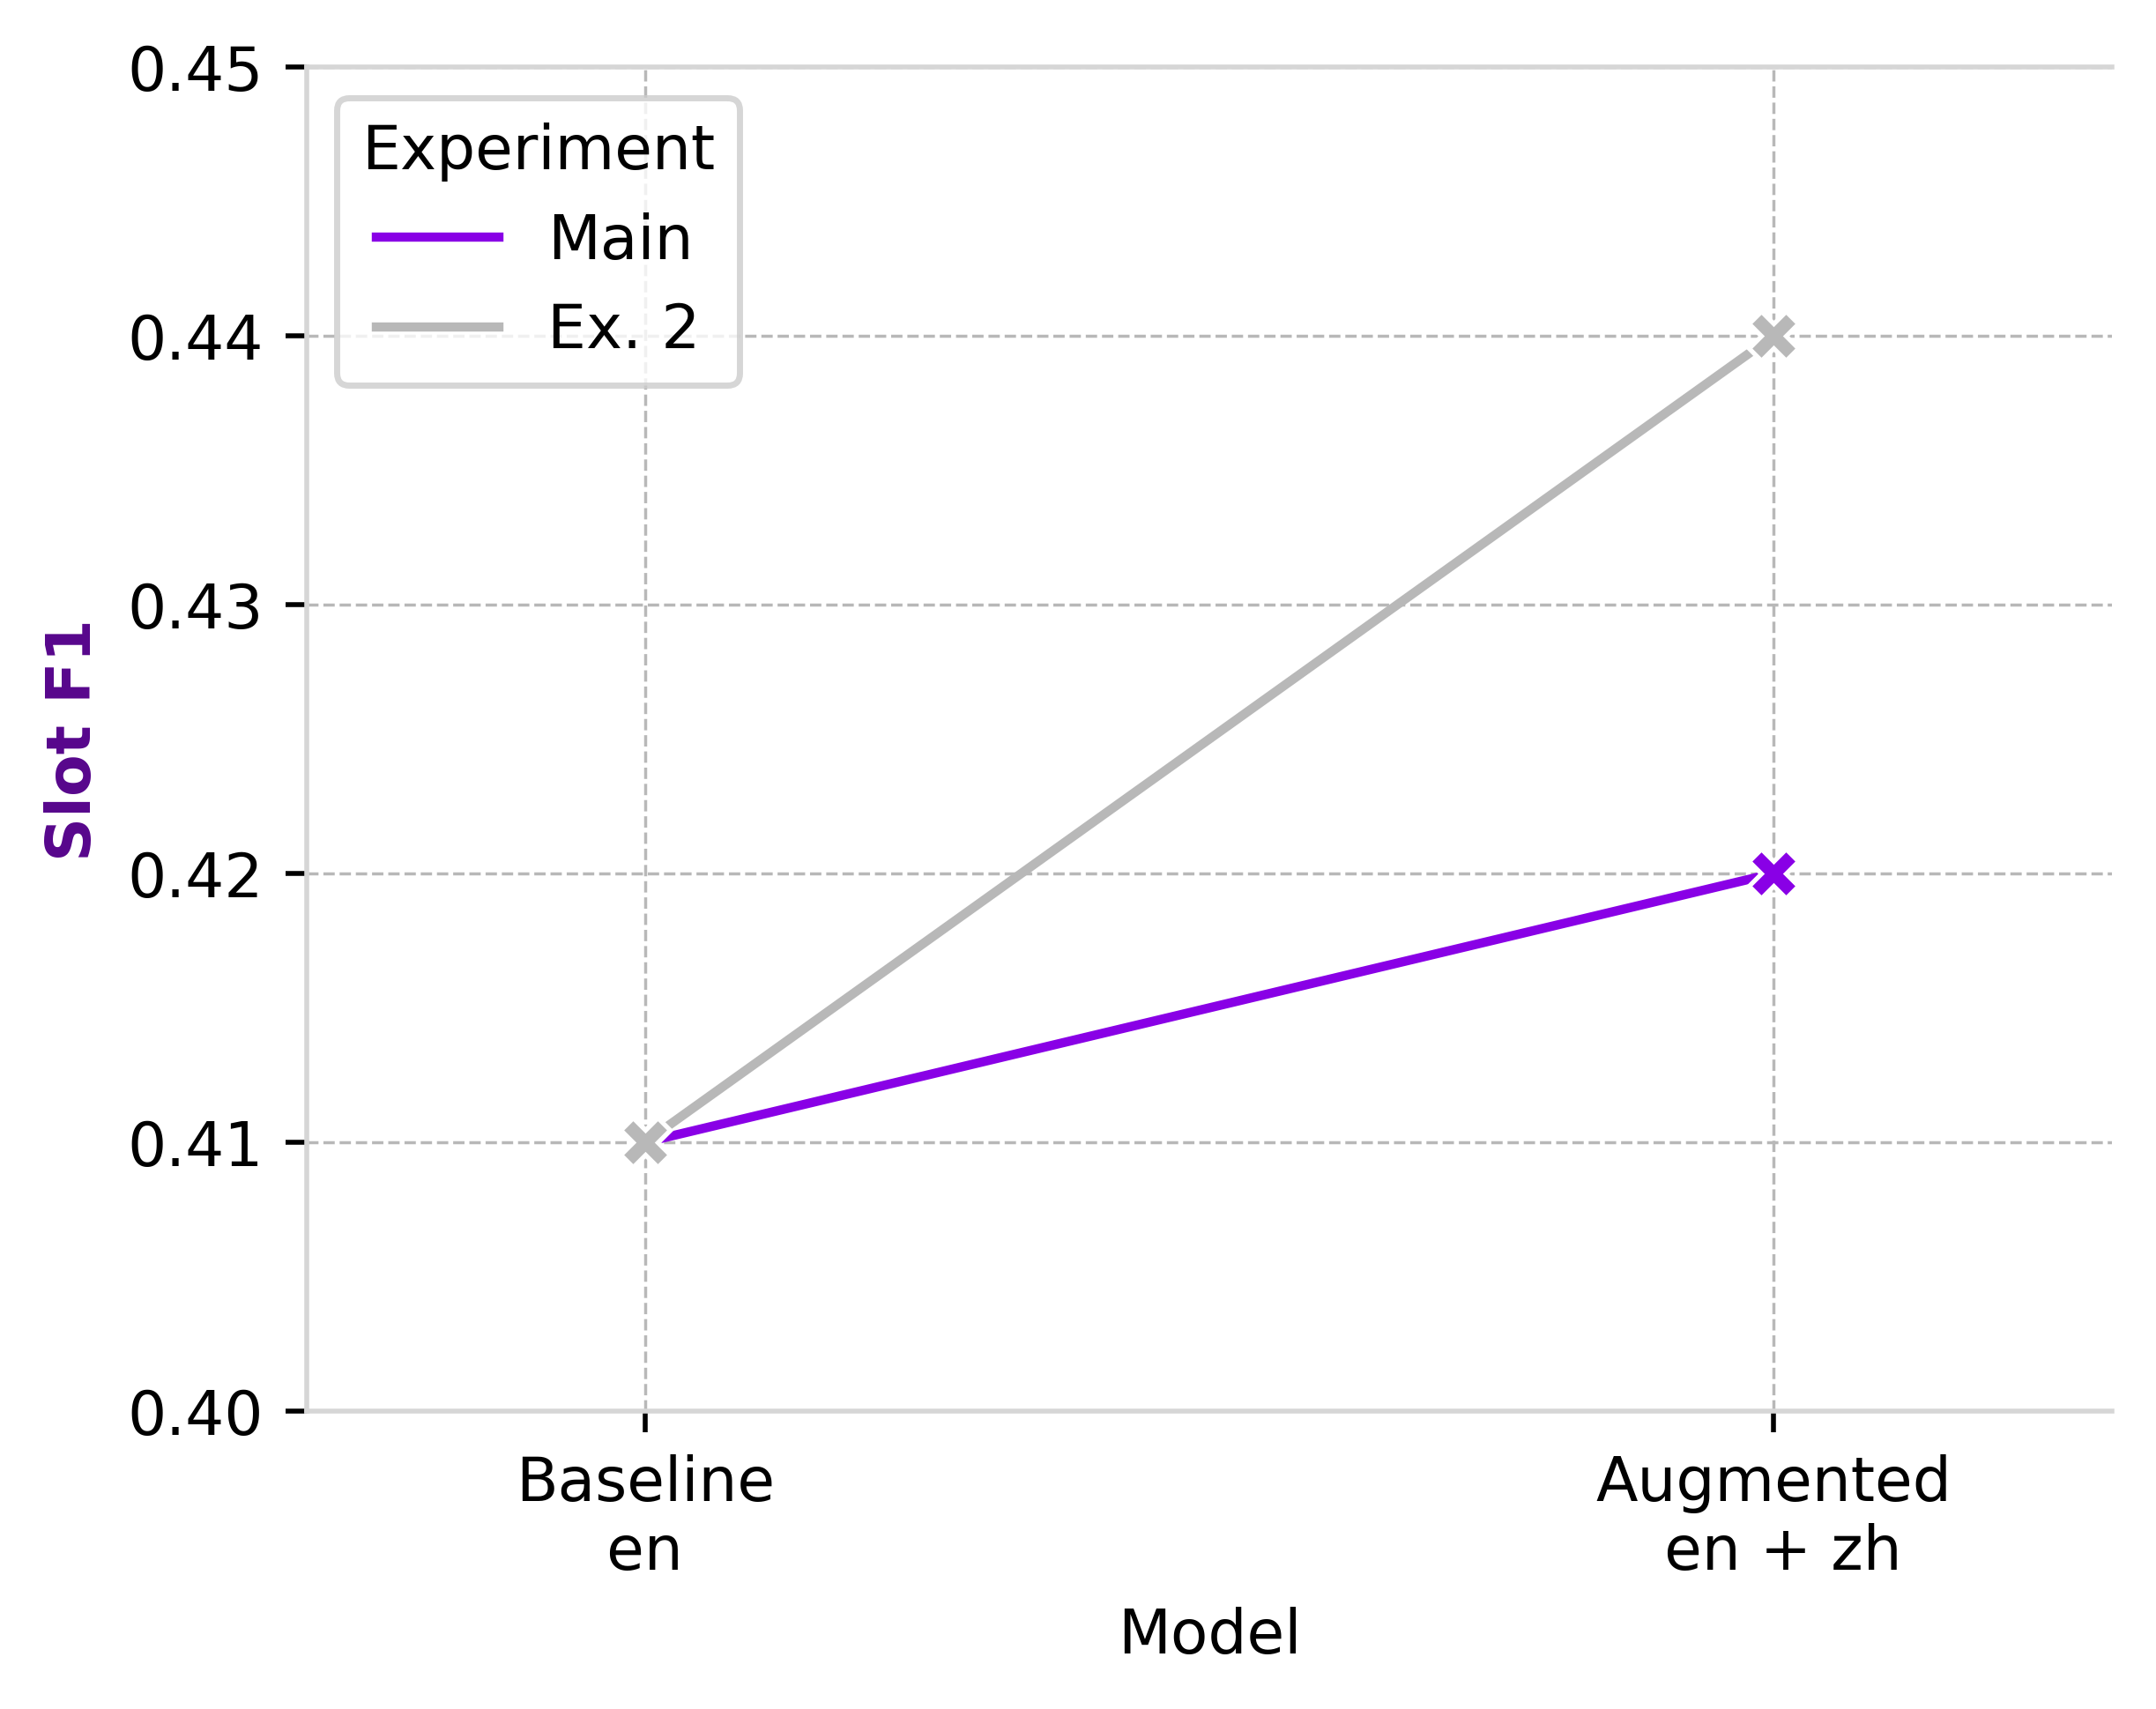 0.45
0.44
0.43
0.42
0.41
0.40
Slot F1
Experiment
Main
Ex. 2
Baseline
en
Augmented
en + zh
Model